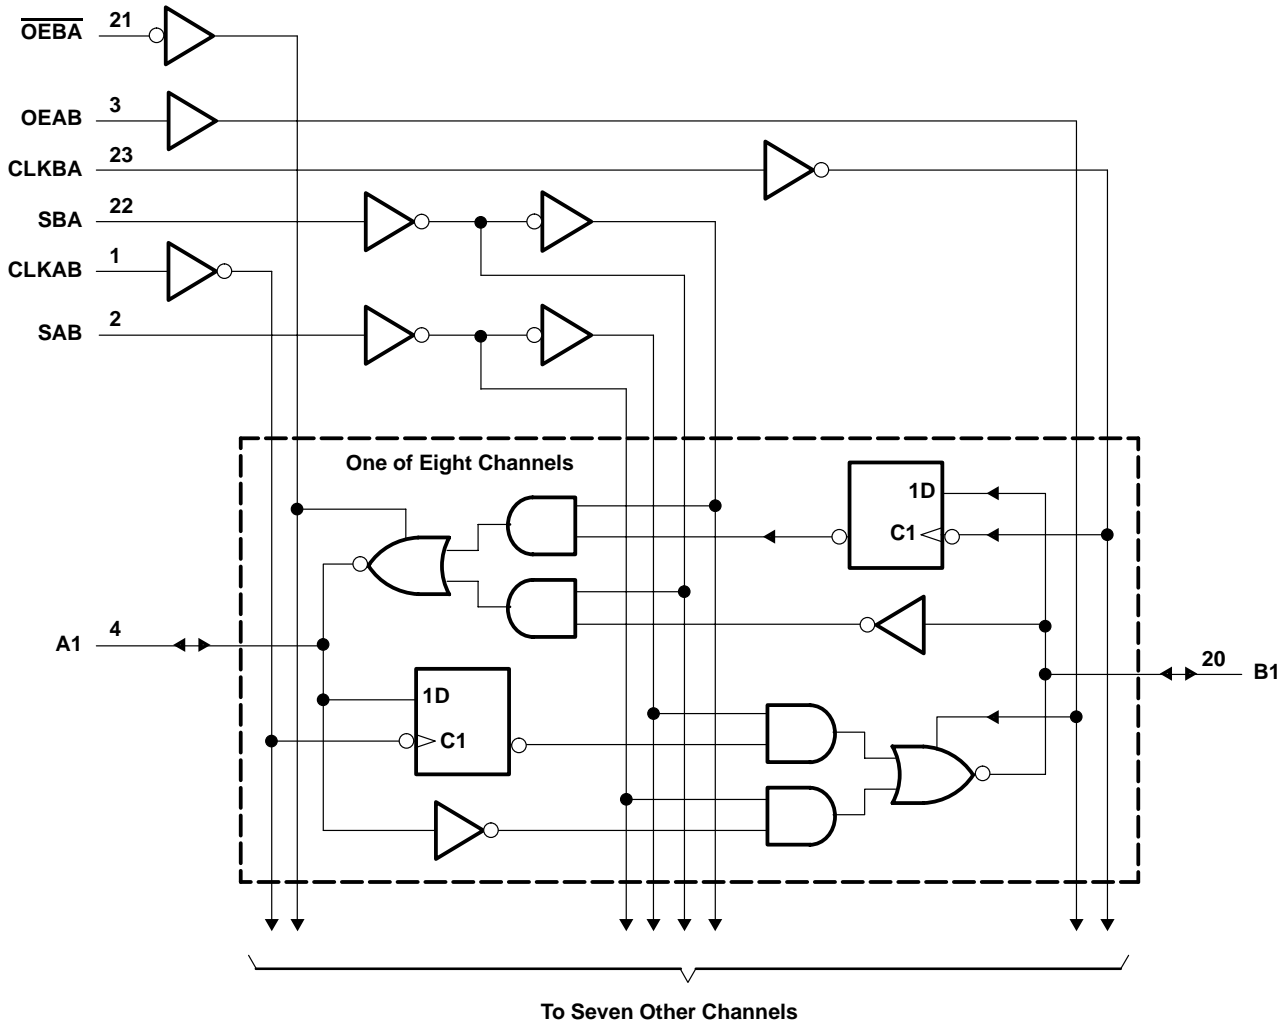 OEBA 21
OEAB 3
CLKBA 23
SBA 22
CLKAB 1
SAB 2
One of Eight Channels
1D
C1
A1 4
1D
C1
20 B1
To Seven Other Channels